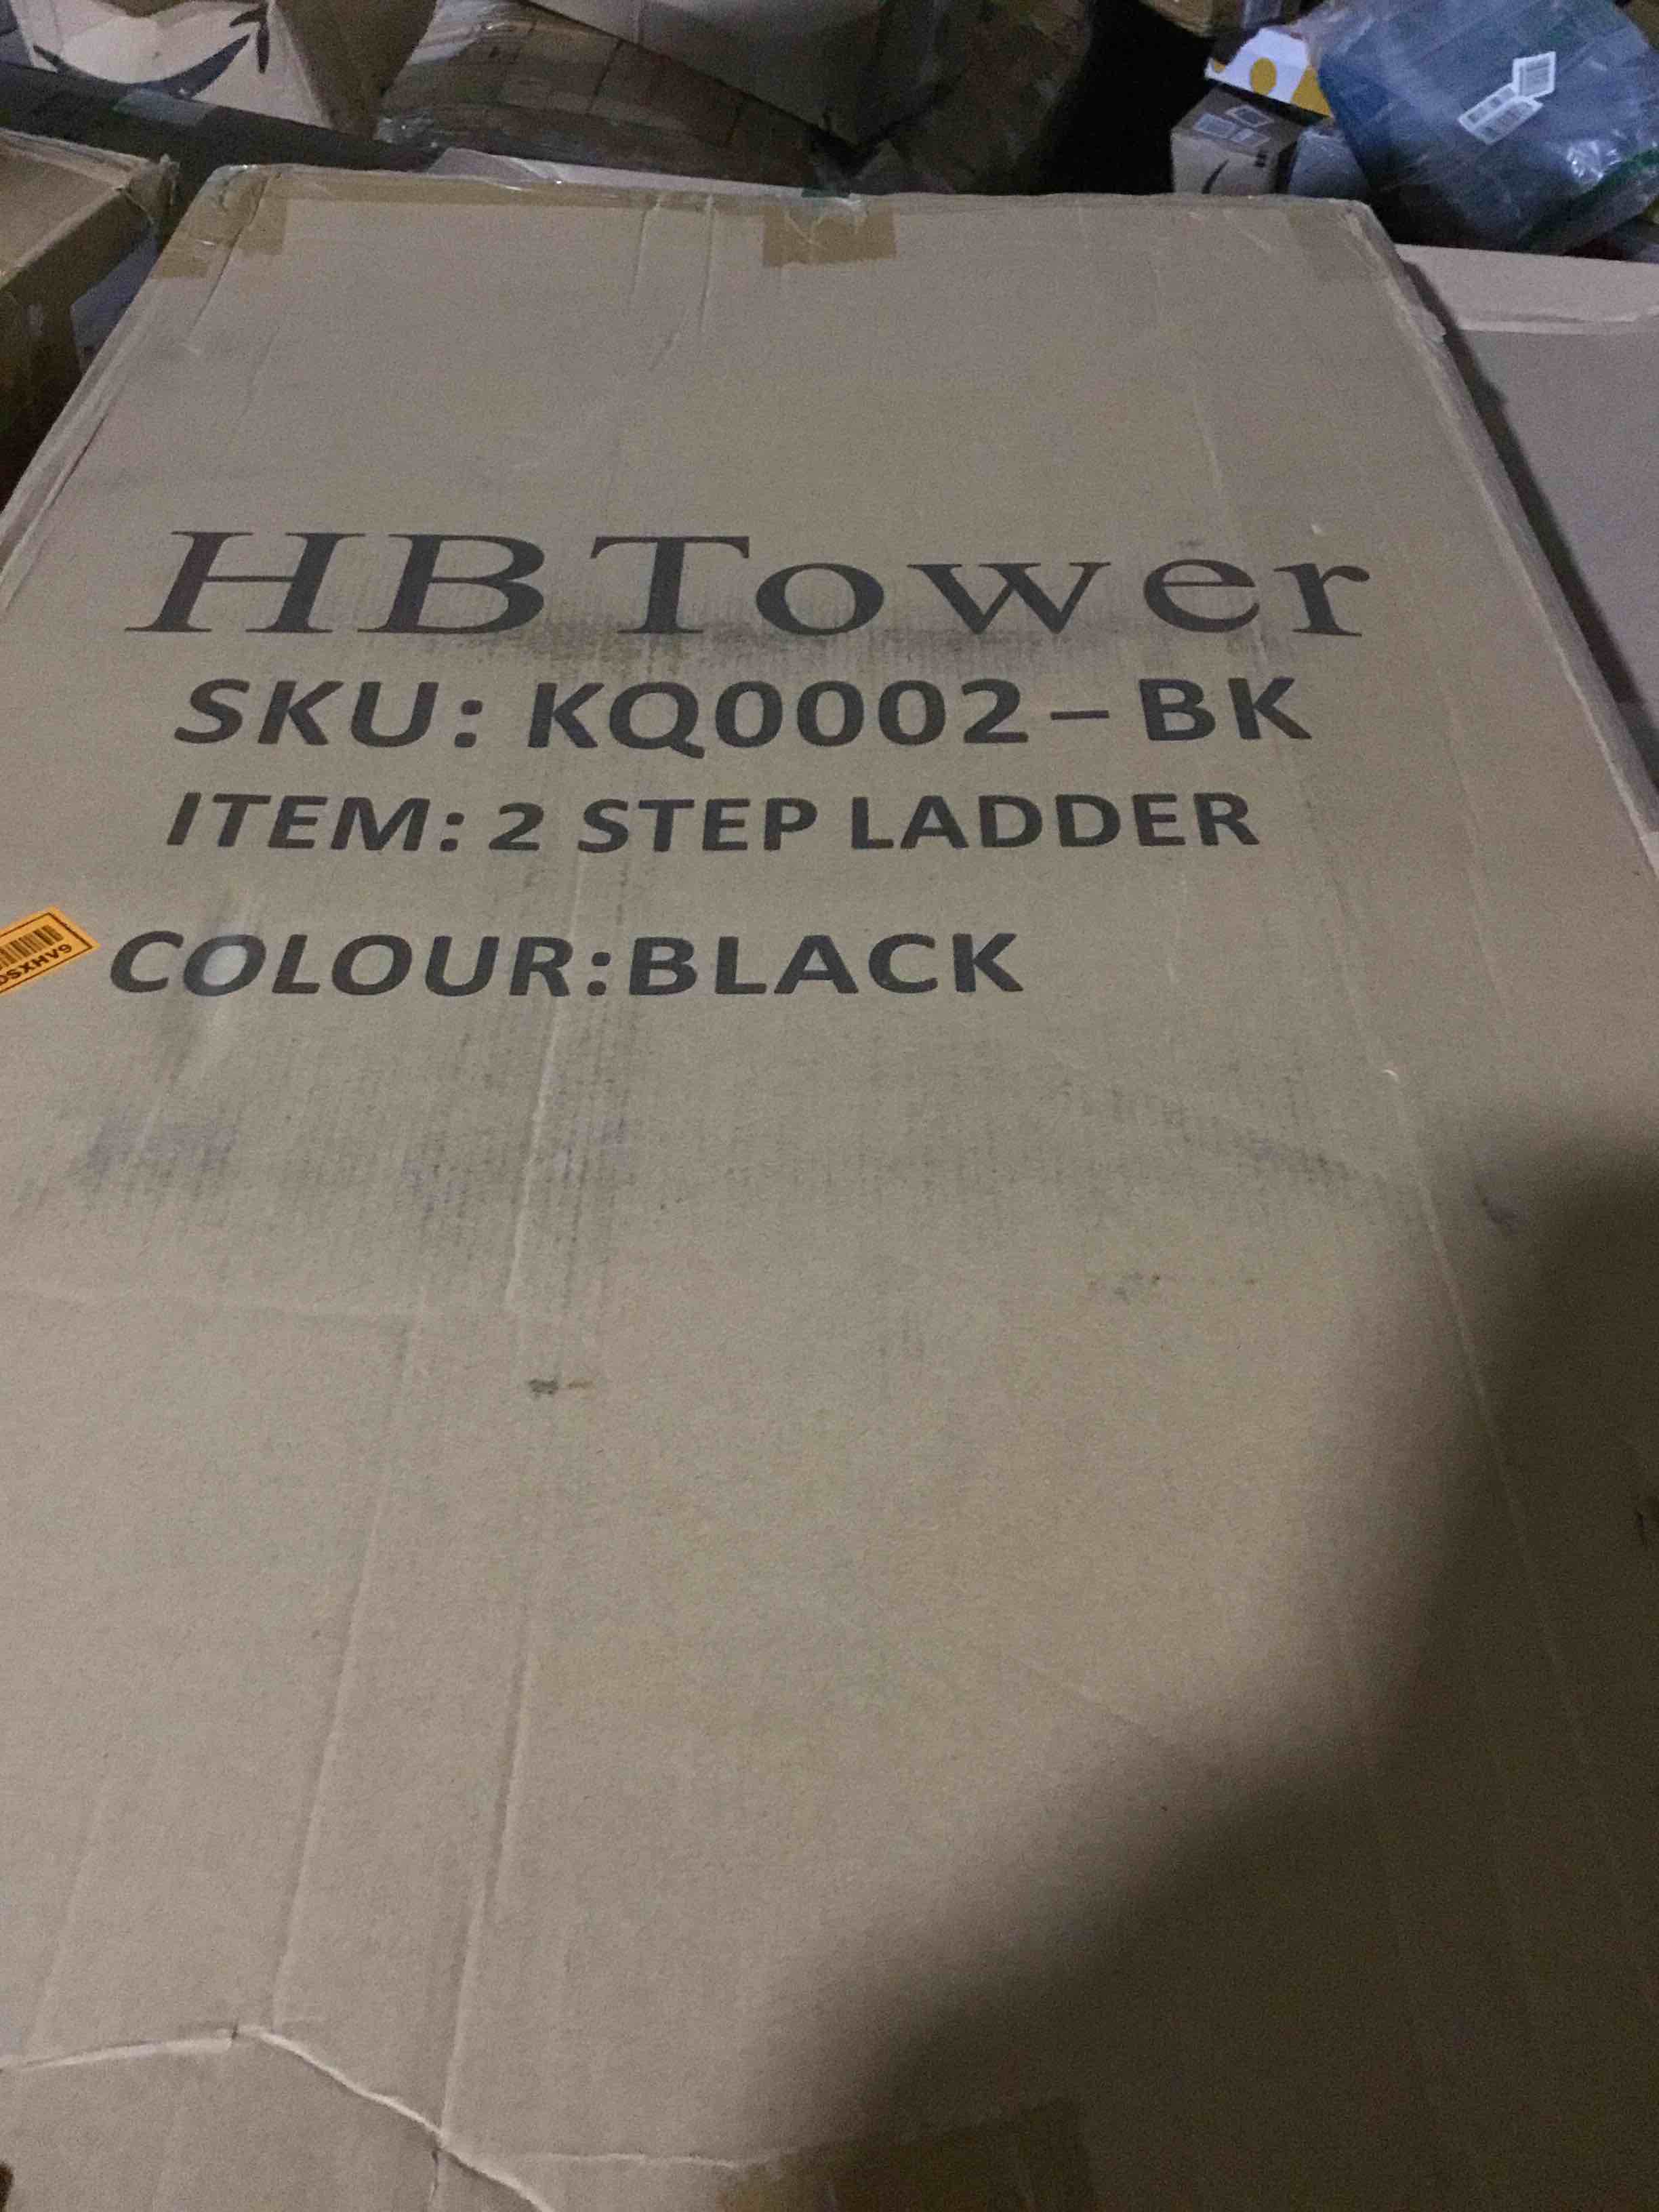 HBTower
SKU: KQ0002-BK
ITEM: 2 STEP LADDER
COLOUR:BLACK